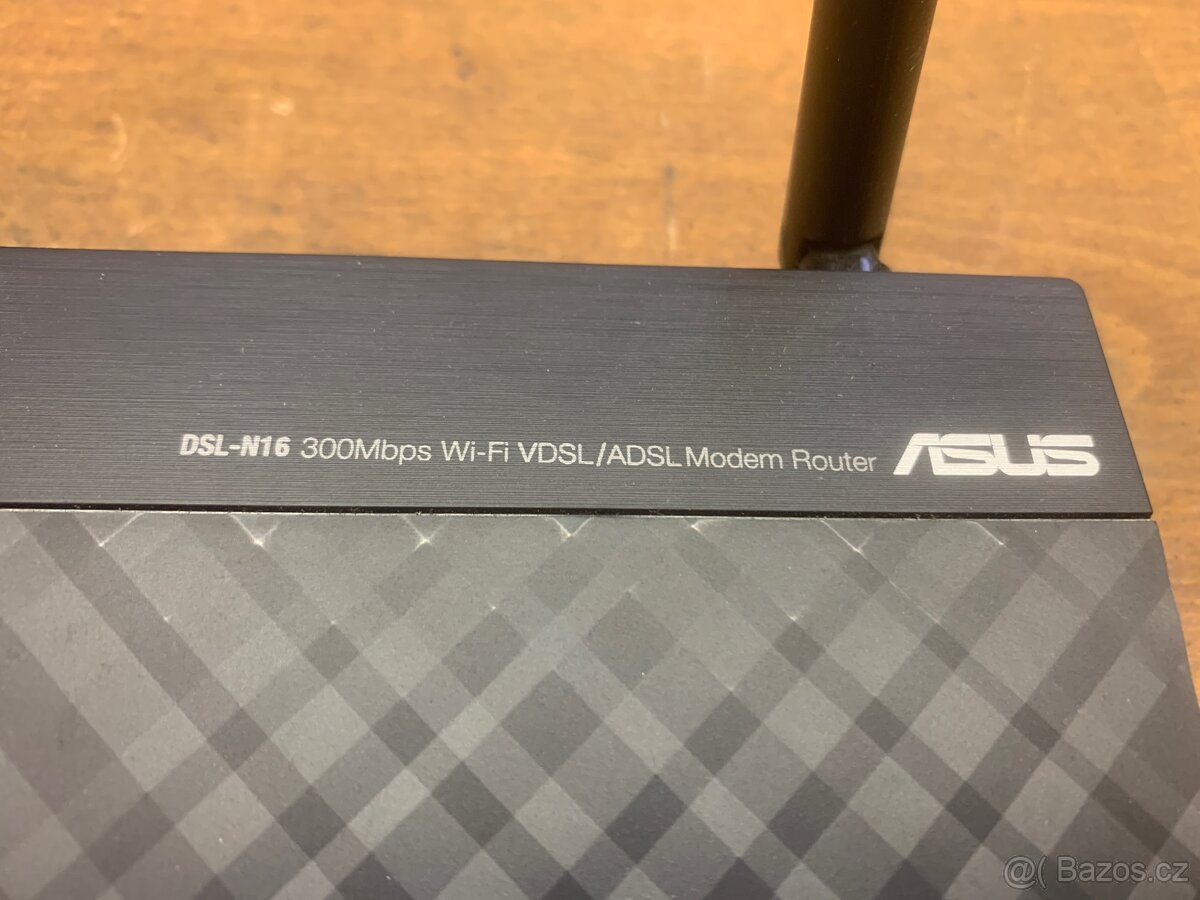 DSL-N16 300Mbps Wi-Fi VDSL/ADSL Modem Router ASUS
@( Bazos.cz